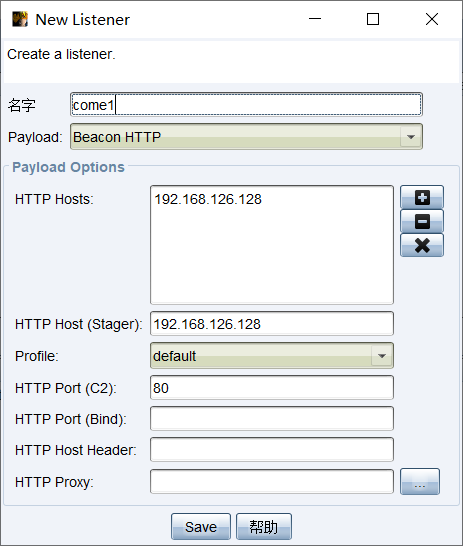 New Listener
Create a listener.
名字 come1
Payload: Beacon HTTP
Payload Options
HTTP Hosts: 192.168.126.128
HTTP Host (Stager): 192.168.126.128
Profile: default
HTTP Port (C2): 80
HTTP Port (Bind):
HTTP Host Header:
HTTP Proxy: ...
Save 帮助